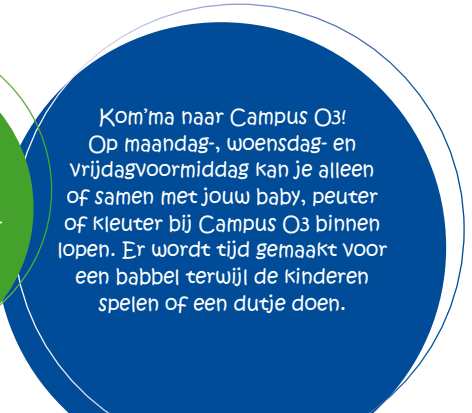 Kom'ma naar Campus O3!
Op maandag-, woensdag- en
vrijdagvoormiddag kan je alleen
of samen met jouw baby, peuter
of kleuter bij Campus O3 binnen
lopen. Er wordt tijd gemaakt voor
een babbel terwijl de kinderen
spelen of een dutje doen.